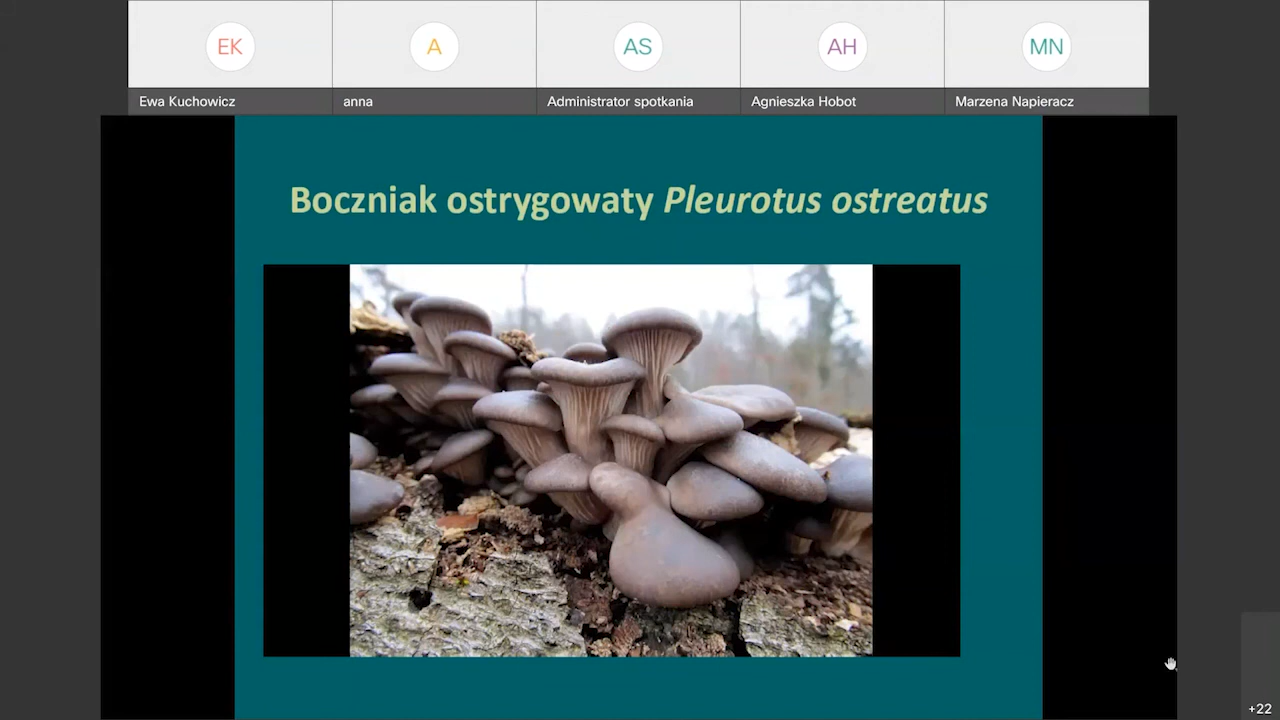 EK
A
AS
AH
MN
Ewa Kuchowicz
anna
Administrator spotkania
Agnieszka Hobot
Marzena Napieracz
Boczniak ostrygowaty Pleurotus ostreatus
+22